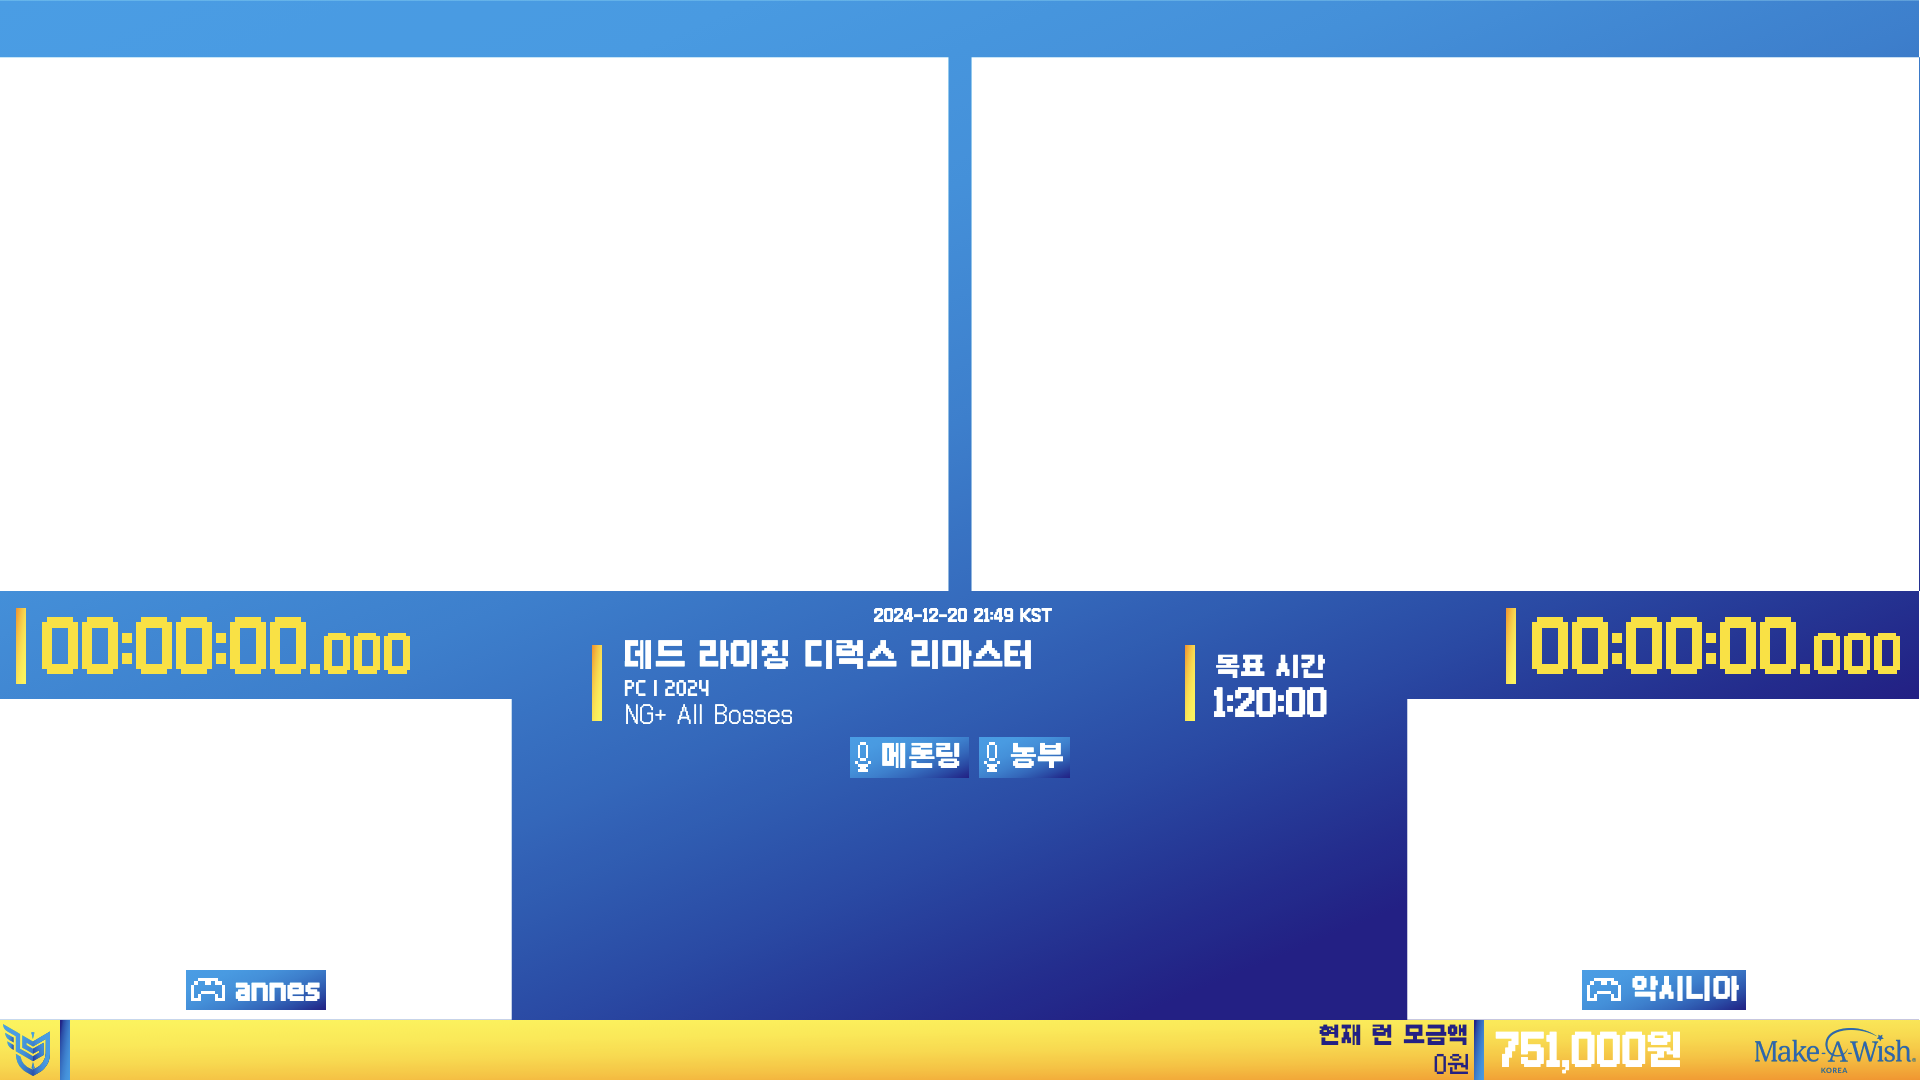 2024-12-20 21:49 KST
00:00:00.000
데드 라이징 디럭스 리마스터
PC | 2024
NG+ All Bosses
목표 시간
1:20:00
00:00:00.000
메론링
농부
annes
악시니아
현재 런 모금액
0원
751,000원
Make-A-Wish.
KOREA